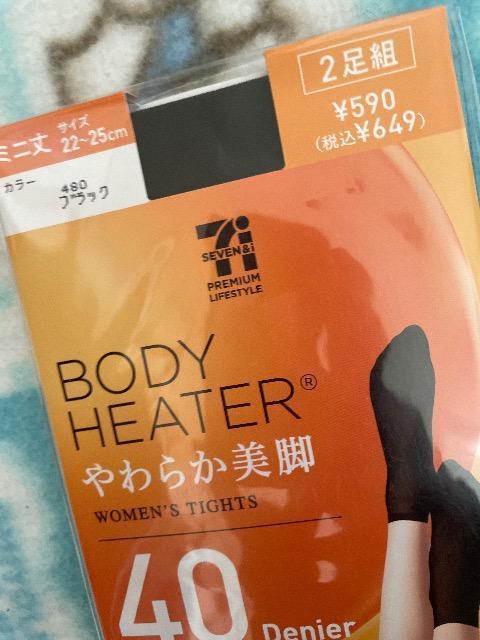 2足組
¥590
(税込¥649)
ミニ丈 サイズ 22~25cm
カラー 480 ブラック
7i
SEVEN&i
PREMIUM
LIFESTYLE
BODY
HEATER®
やわらか美脚
WOMEN'S TIGHTS
40 Denier